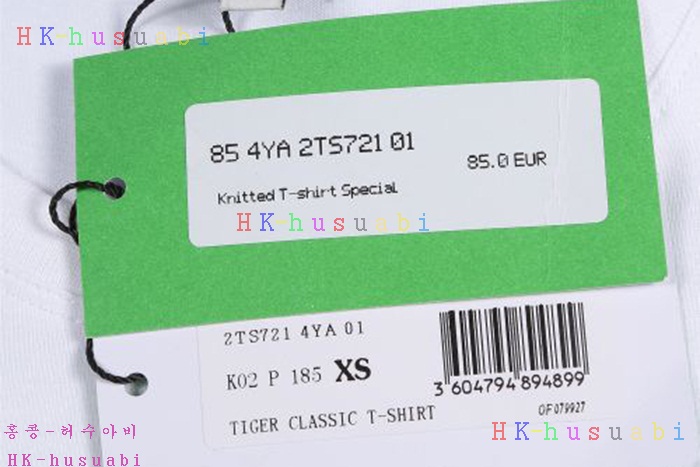 HK-husuabi
85 4YA 2TS721 01
85.0 EUR
Knitted T-shirt Special
HK-husuabi
2TS721 4YA 01
K02 P 185 XS
3 604794 894899
TIGER CLASSIC T-SHIRT
OF079927
홍콩-허수아비
HK-husuabi
HK-husuabi